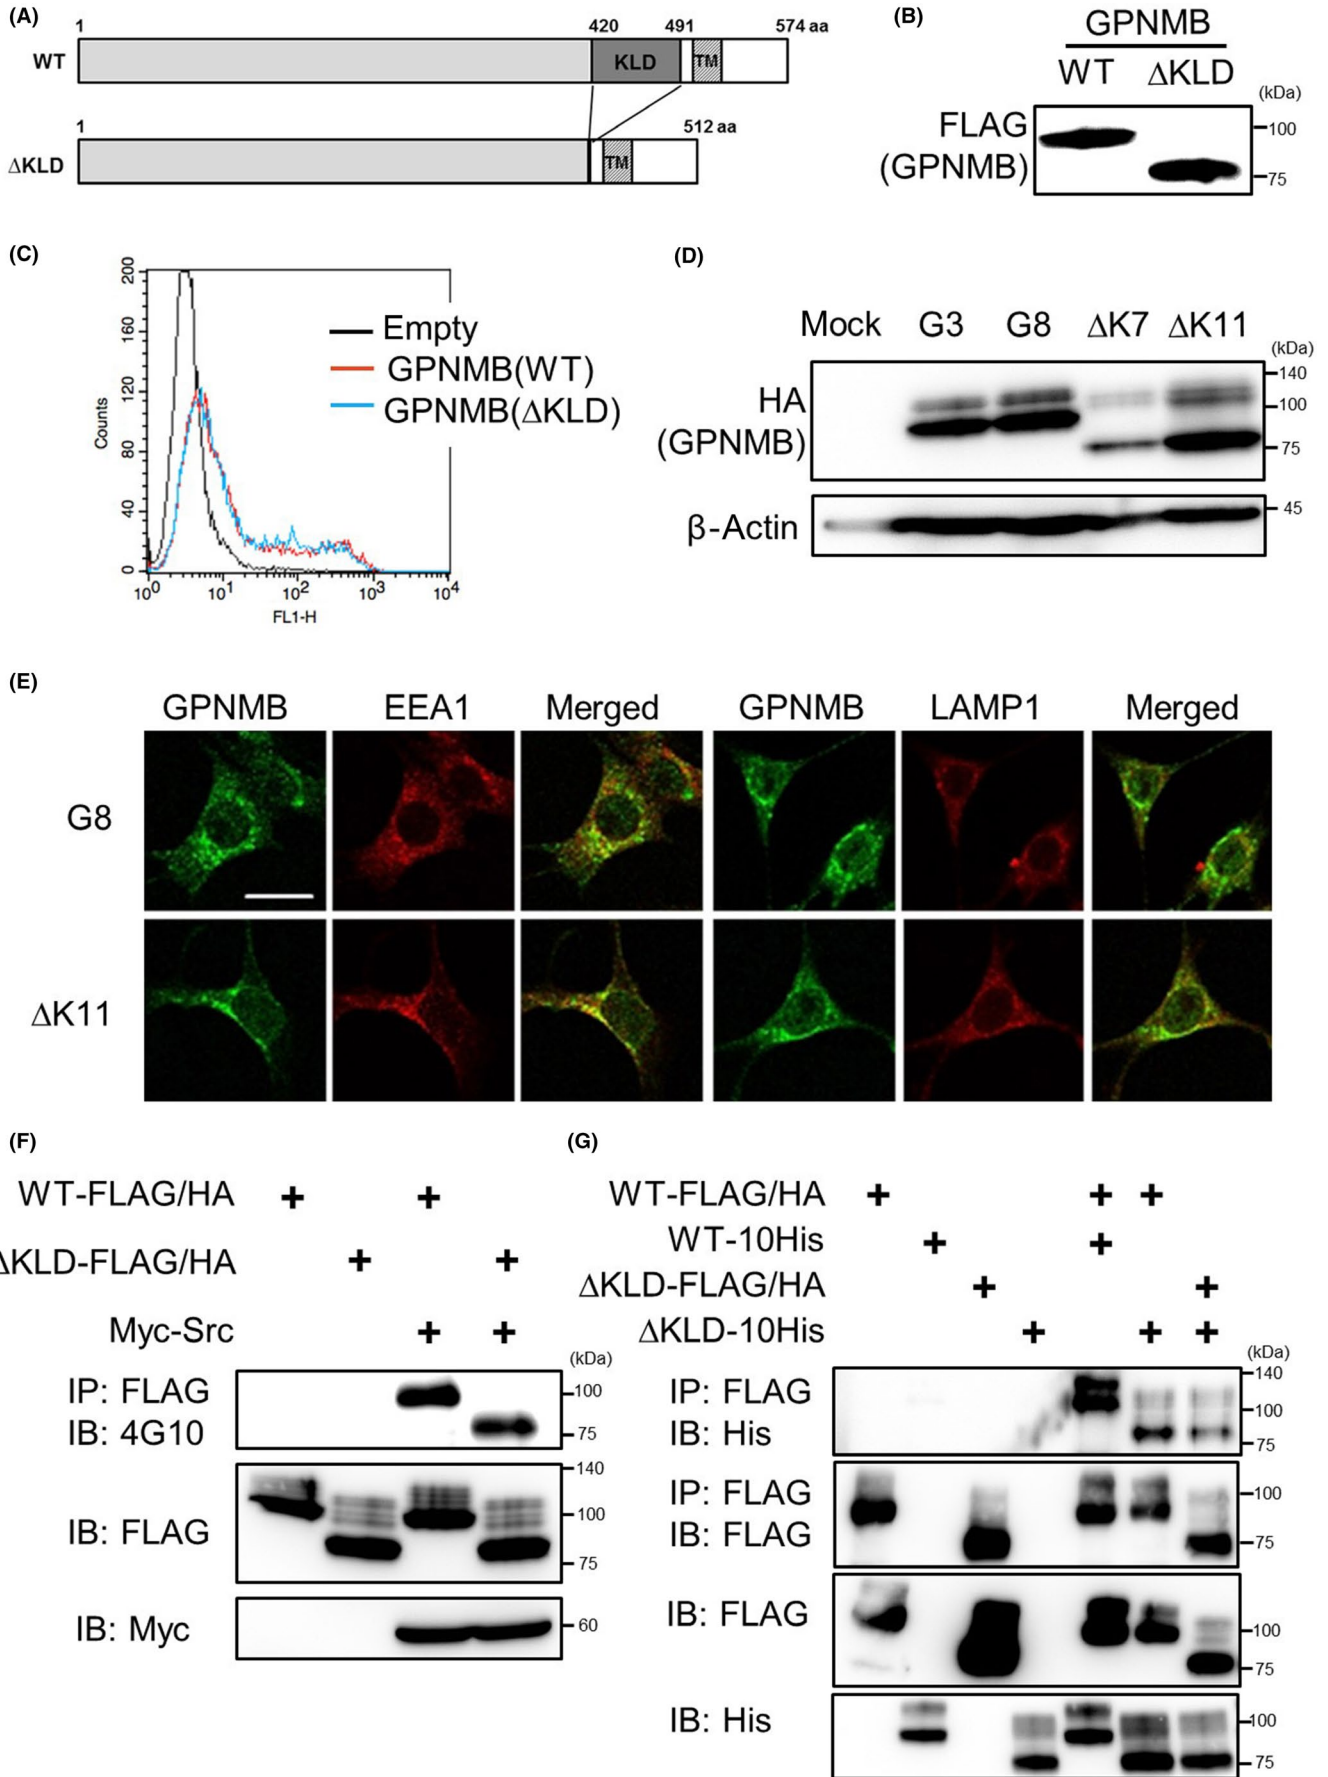 (A)
1 420 491 574 aa
WT KLD TM
1 512 aa
ΔKLD TM
(B)
GPNMB
WT ΔKLD
(kDa)
FLAG
(GPNMB)
100
75
(C)
200
160
120
80
40
0
Counts
Empty
GPNMB(WT)
GPNMB(ΔKLD)
10⁰ 10¹ 10² 10³ 10⁴
FL1-H
(D)
Mock G3 G8 ΔK7 ΔK11
(kDa)
HA
(GPNMB)
140
100
75
β-Actin
45
(E)
GPNMB EEA1 Merged GPNMB LAMP1 Merged
G8
ΔK11
(F)
WT-FLAG/HA + +
ΔKLD-FLAG/HA + +
Myc-Src + +
(kDa)
IP: FLAG
IB: 4G10
100
75
IB: FLAG
140
100
75
IB: Myc
60
(G)
WT-FLAG/HA + + +
WT-10His + +
ΔKLD-FLAG/HA + +
ΔKLD-10His + + +
(kDa)
IP: FLAG
IB: His
140
100
75
IP: FLAG
IB: FLAG
100
75
IB: FLAG
100
75
IB: His
100
75